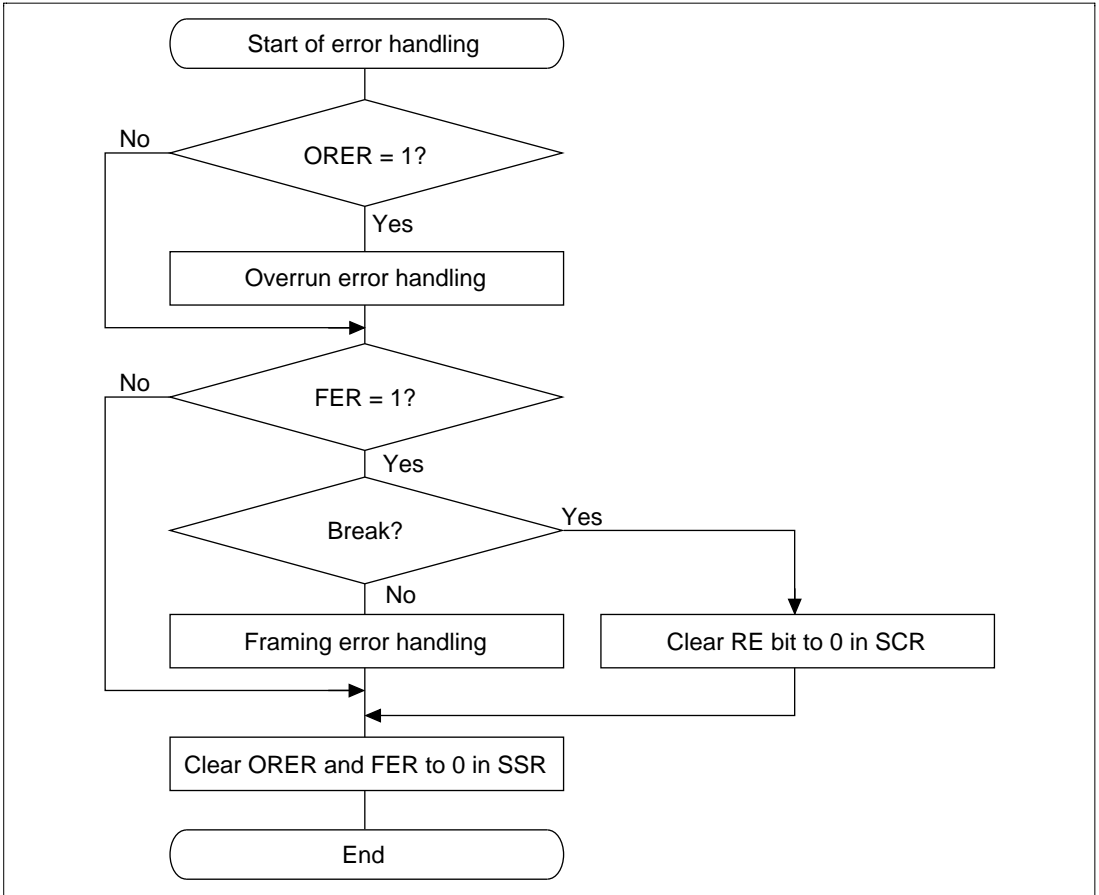 Start of error handling
No
ORER = 1?
Yes
Overrun error handling
No
FER = 1?
Yes
Break?
Yes
No
Framing error handling
Clear RE bit to 0 in SCR
Clear ORER and FER to 0 in SSR
End